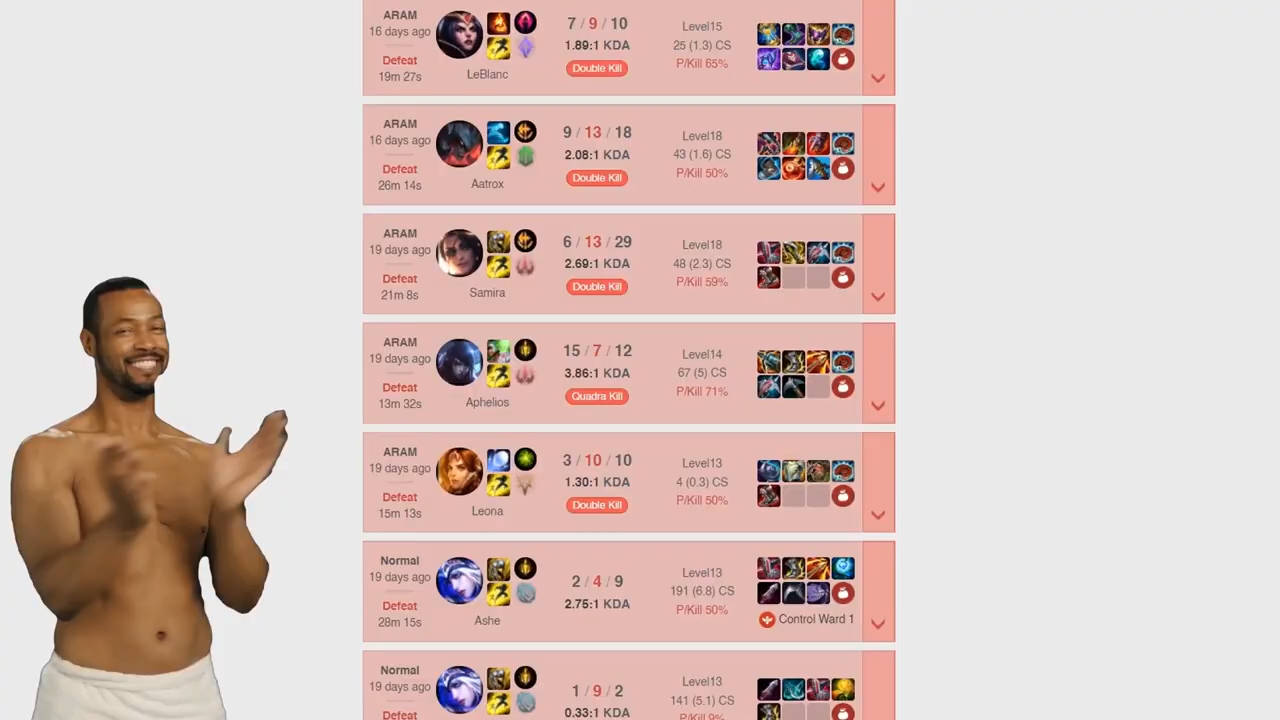 ARAM
16 days ago
Defeat
19m 27s
LeBlanc
7 / 9 / 10
1.89:1 KDA
Double Kill
Level15
25 (1.3) CS
P/Kill 65%
ARAM
16 days ago
Defeat
26m 14s
Aatrox
9 / 13 / 18
2.08:1 KDA
Double Kill
Level18
43 (1.6) CS
P/Kill 50%
ARAM
19 days ago
Defeat
21m 8s
Samira
6 / 13 / 29
2.69:1 KDA
Double Kill
Level18
48 (2.3) CS
P/Kill 59%
ARAM
19 days ago
Defeat
13m 32s
Aphelios
15 / 7 / 12
3.86:1 KDA
Quadra Kill
Level14
67 (5) CS
P/Kill 71%
ARAM
19 days ago
Defeat
15m 13s
Leona
3 / 10 / 10
1.30:1 KDA
Double Kill
Level13
4 (0.3) CS
P/Kill 50%
Normal
19 days ago
Defeat
28m 15s
Ashe
2 / 4 / 9
2.75:1 KDA
Level13
191 (6.8) CS
P/Kill 50%
Control Ward 1
Normal
19 days ago
Defeat
1 / 9 / 2
0.33:1 KDA
Level13
141 (5.1) CS
P/Kill 9%